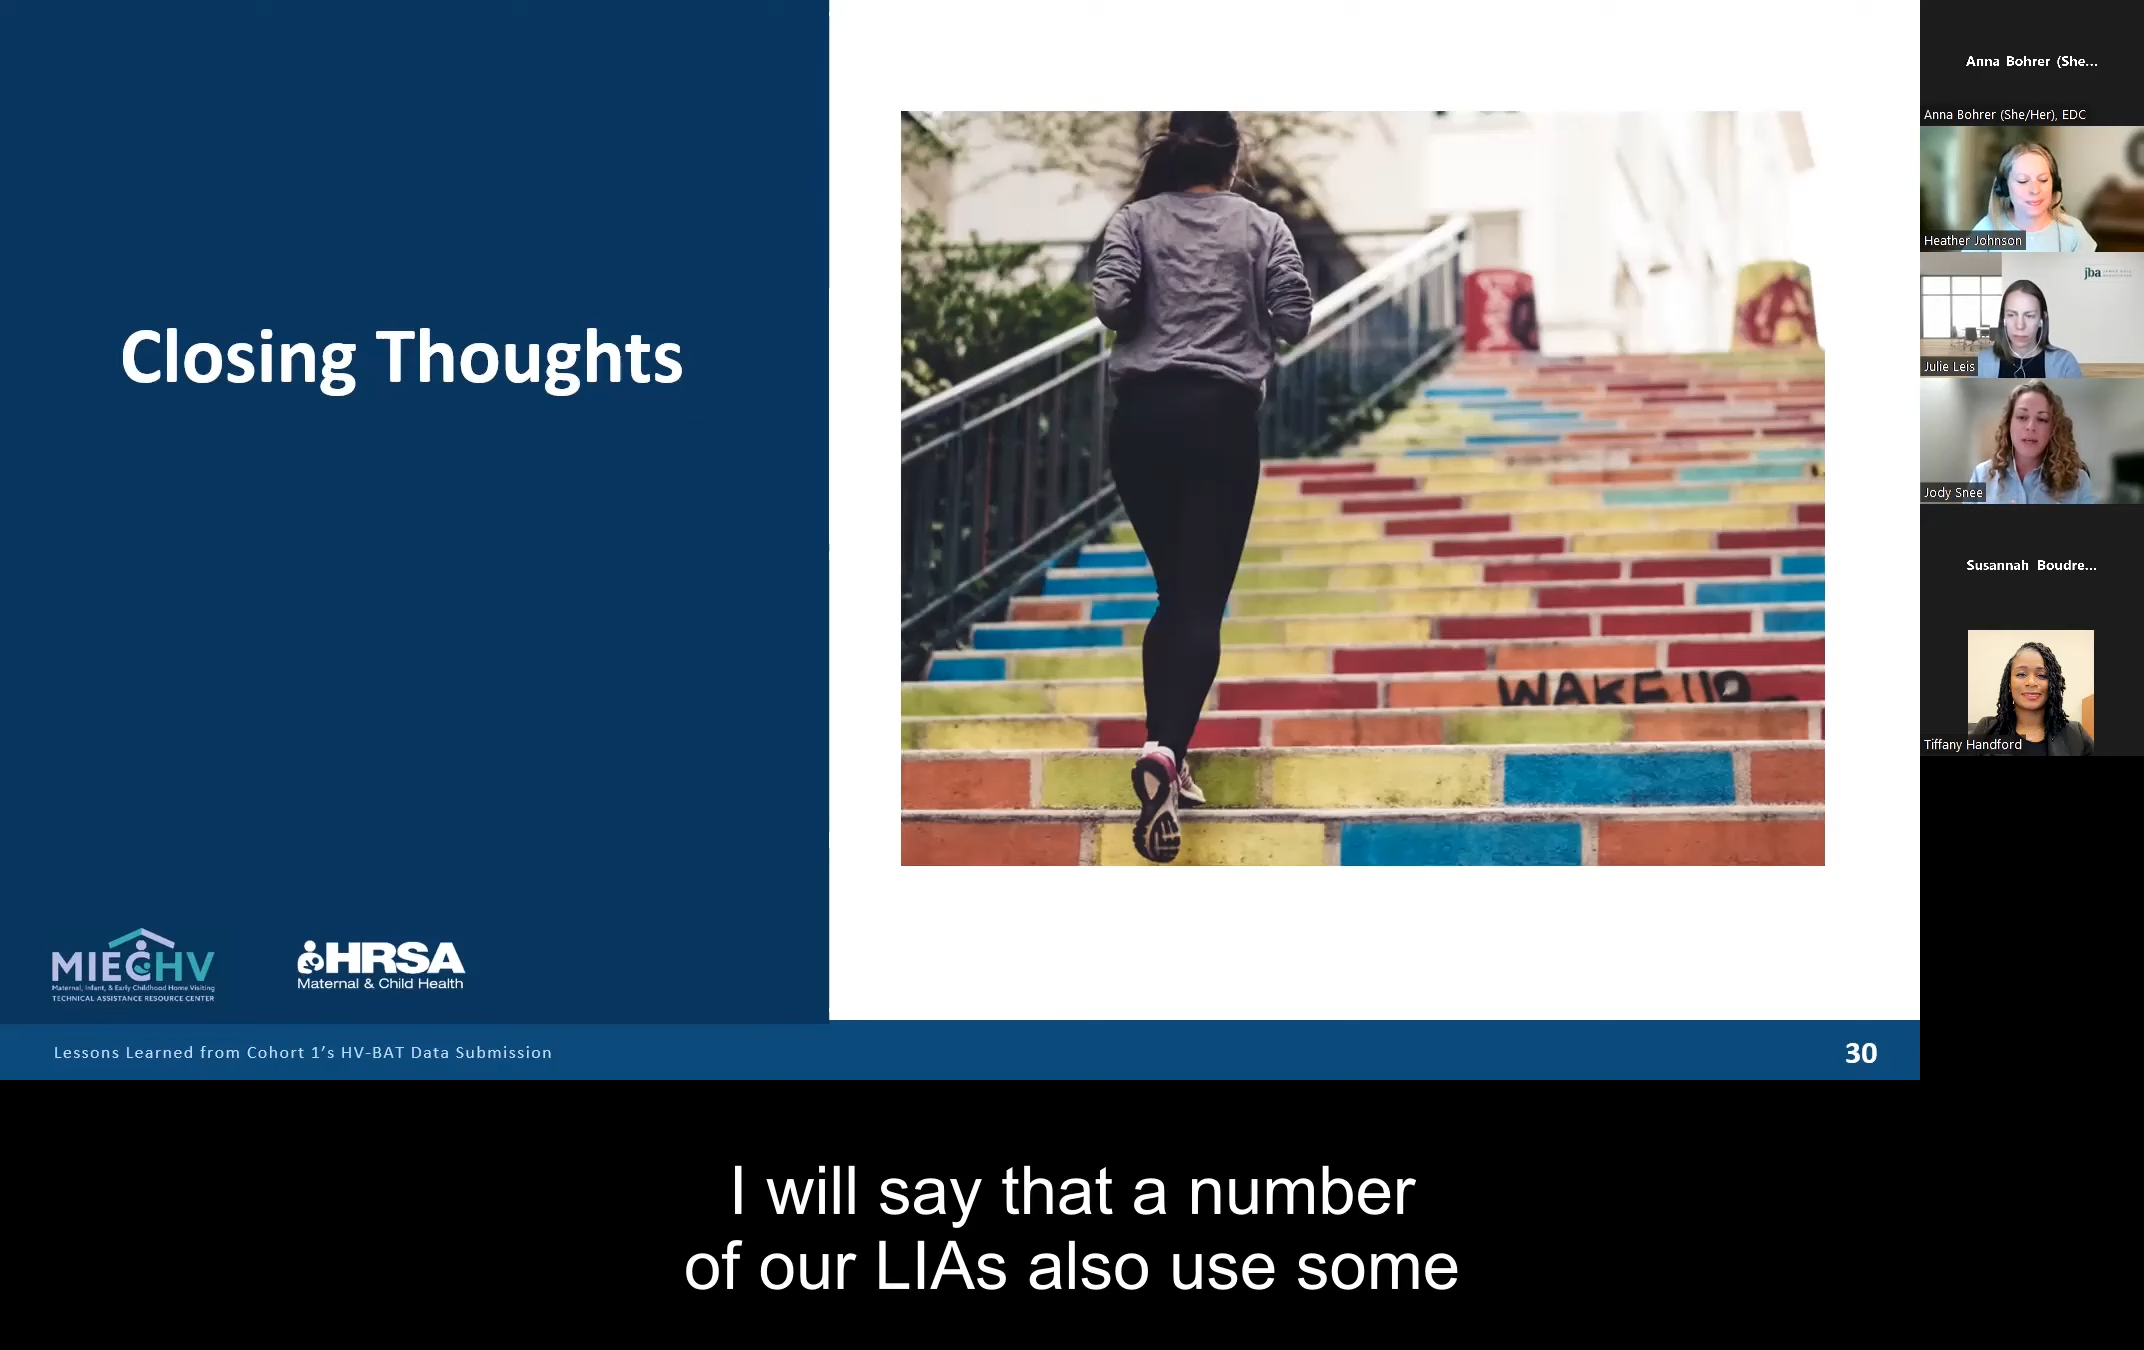 Closing Thoughts
WAKE UP
MIECHV
Maternal, Infant, & Early Childhood Home Visiting
TECHNICAL ASSISTANCE RESOURCE CENTER
HRSA
Maternal & Child Health
Lessons Learned from Cohort 1's HV-BAT Data Submission
30
Anna Bohrer (She...
Anna Bohrer (She/Her), EDC
Heather Johnson
jba
Julie Leis
Jody Snee
Susannah Boudre...
Tiffany Handford
I will say that a number
of our LIAs also use some